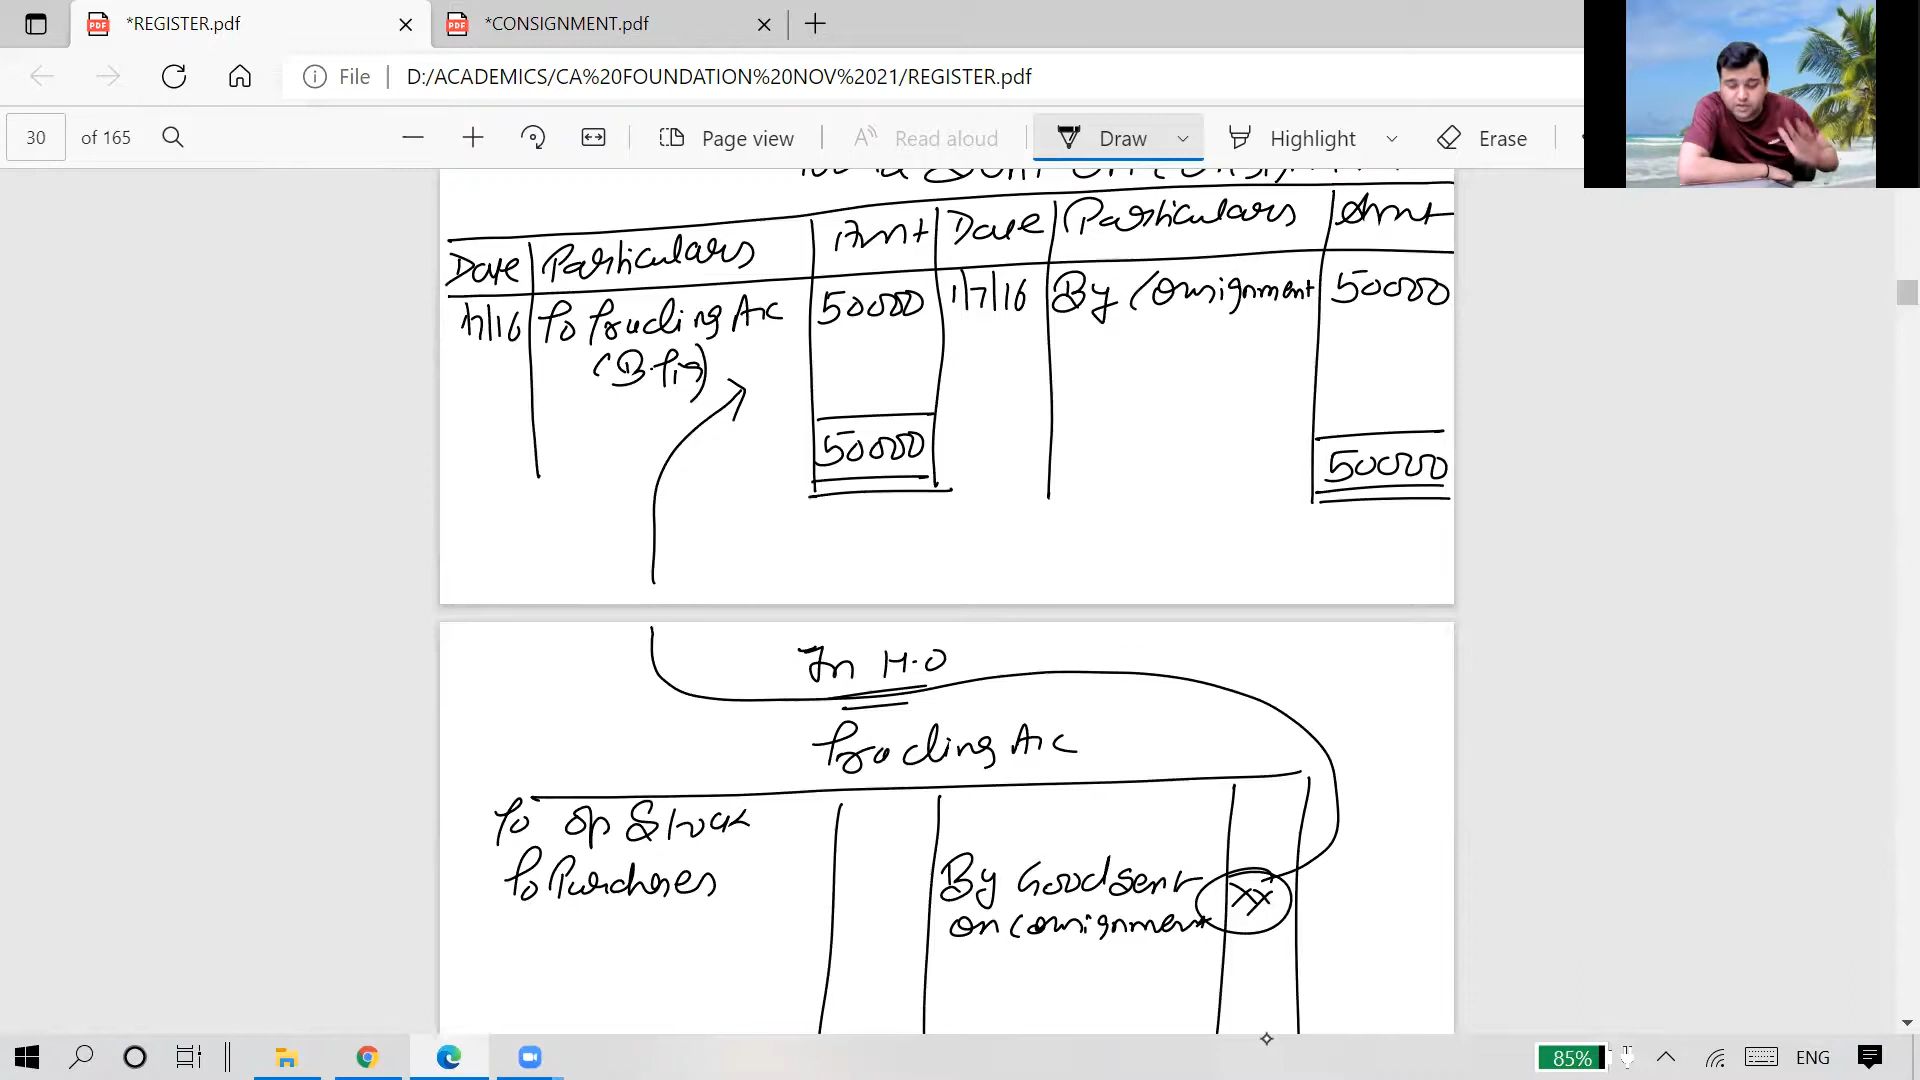 *REGISTER.pdf
*CONSIGNMENT.pdf
File
D:/ACADEMICS/CA%20FOUNDATION%20NOV%2021/REGISTER.pdf
30 of 165
Page view
Read aloud
Draw
Highlight
Erase
Date Particulars Amt Date Particulars Amt
1/7/16 To Trading A/c 50000 1/7/16 By Consignment 50000
(B.fig)
50000 50000
In H.O
Trading A/c
To op Stock
To Purchases
By Good sent XX
on consignment
85%
ENG